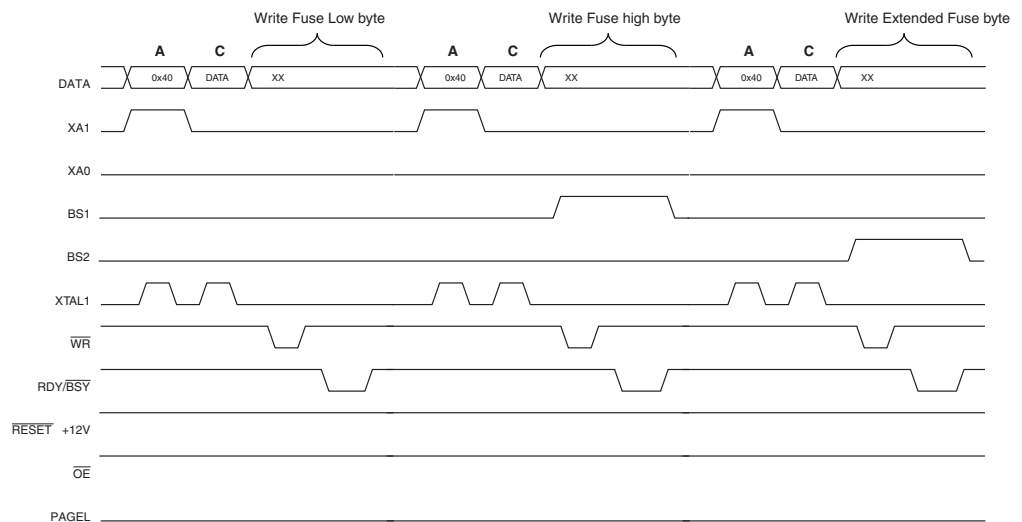 Write Fuse Low byte Write Fuse high byte Write Extended Fuse byte
A C A C A C
DATA 0x40 DATA XX 0x40 DATA XX 0x40 DATA XX
XA1
XA0
BS1
BS2
XTAL1
WR
RDY/BSY
RESET +12V
OE
PAGEL